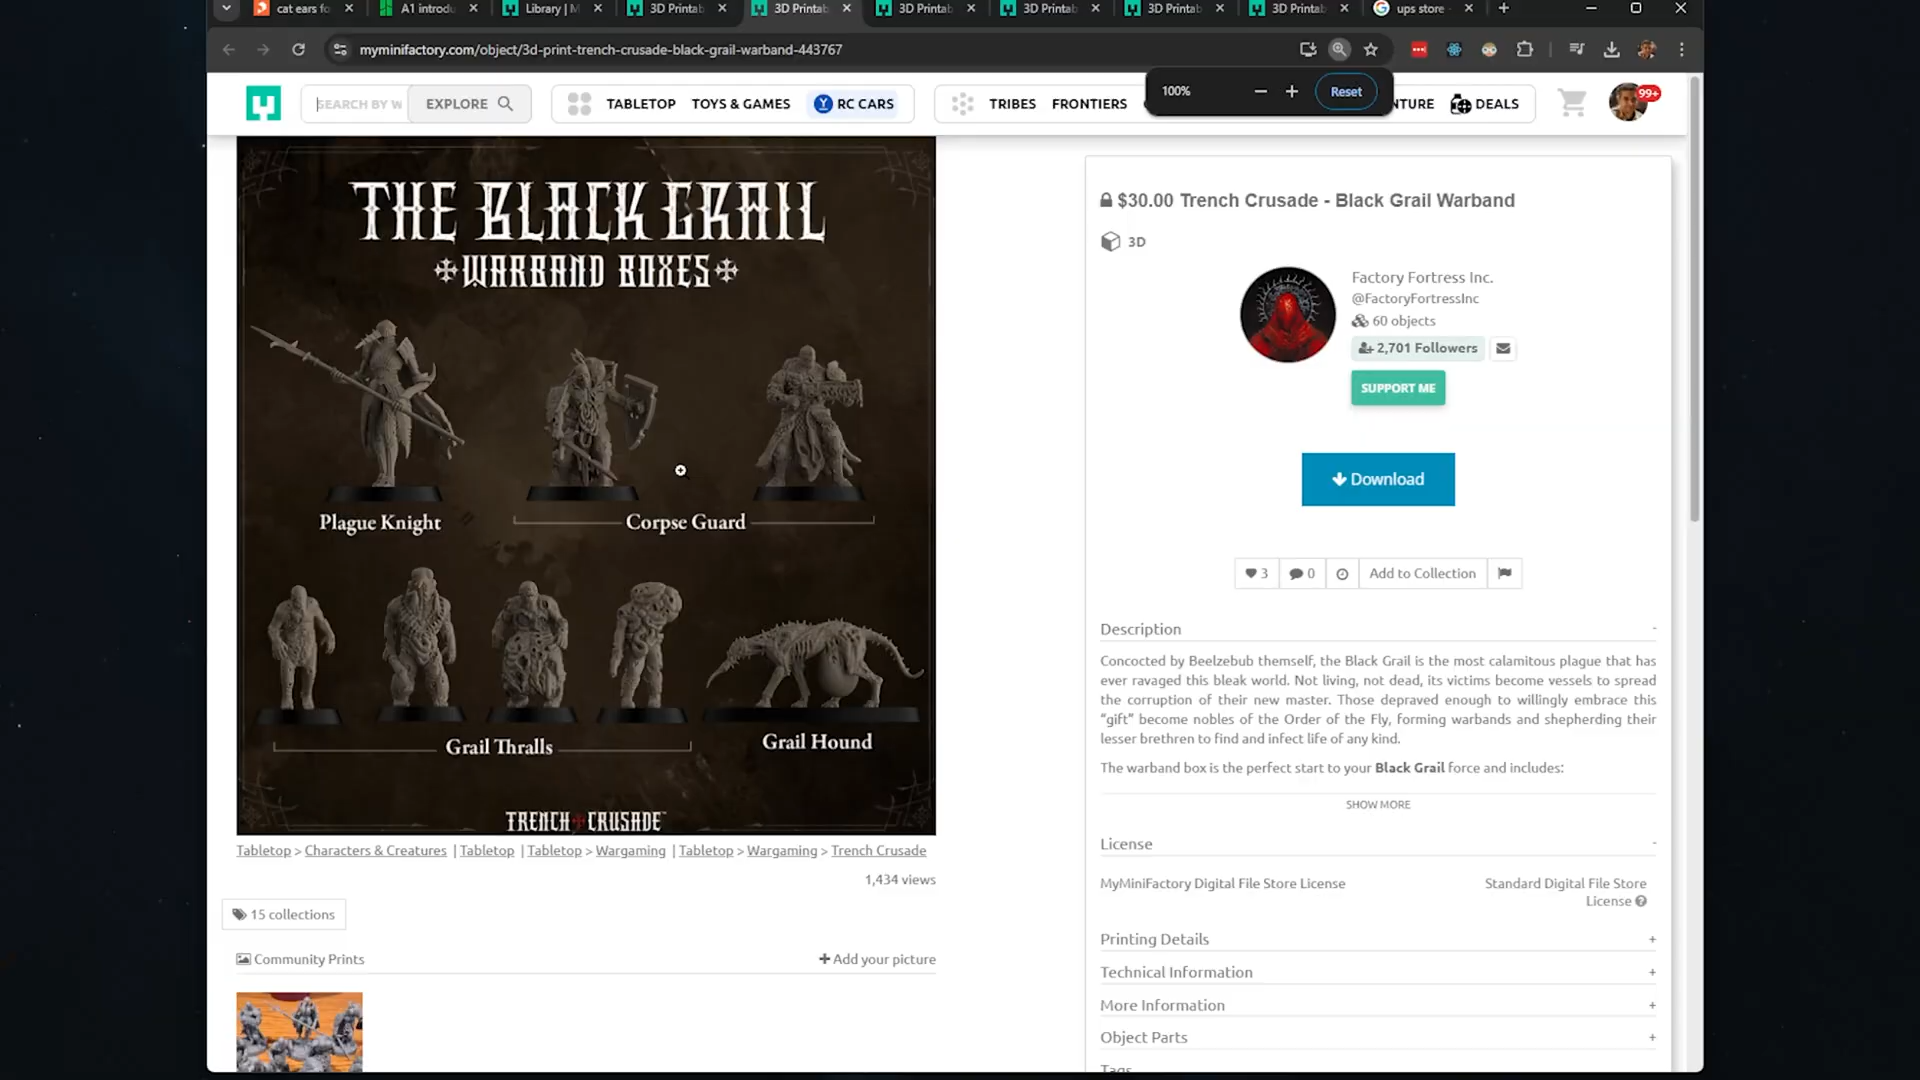 cat ears fo
A1 introdu
Library | M
3D Printab
3D Printab
3D Printab
3D Printab
3D Printab
3D Printab
ups store
myminifactory.com/object/3d-print-trench-crusade-black-grail-warband-443767
100%
Reset
SEARCH BY W
EXPLORE
TABLETOP
TOYS & GAMES
RC CARS
TRIBES
FRONTIERS
NTURE
DEALS
99+
THE BLACK GRAIL
WARBAND BOXES
Plague Knight
Corpse Guard
Grail Thralls
Grail Hound
TRENCH CRUSADE
Tabletop > Characters & Creatures | Tabletop | Tabletop > Wargaming | Tabletop > Wargaming > Trench Crusade
1,434 views
15 collections
Community Prints
+ Add your picture
$30.00 Trench Crusade - Black Grail Warband
3D
Factory Fortress Inc.
@FactoryFortressInc
60 objects
2,701 Followers
SUPPORT ME
Download
3
0
Add to Collection
Description
-
Concocted by Beelzebub themself, the Black Grail is the most calamitous plague that has
ever ravaged this bleak world. Not living, not dead, its victims become vessels to spread
the corruption of their new master. Those depraved enough to willingly embrace this
“gift” become nobles of the Order of the Fly, forming warbands and shepherding their
lesser brethren to find and infect life of any kind.
The warband box is the perfect start to your Black Grail force and includes:
SHOW MORE
License
-
MyMiniFactory Digital File Store License
Standard Digital File Store
License
Printing Details
+
Technical Information
+
More Information
+
Object Parts
+
Tags